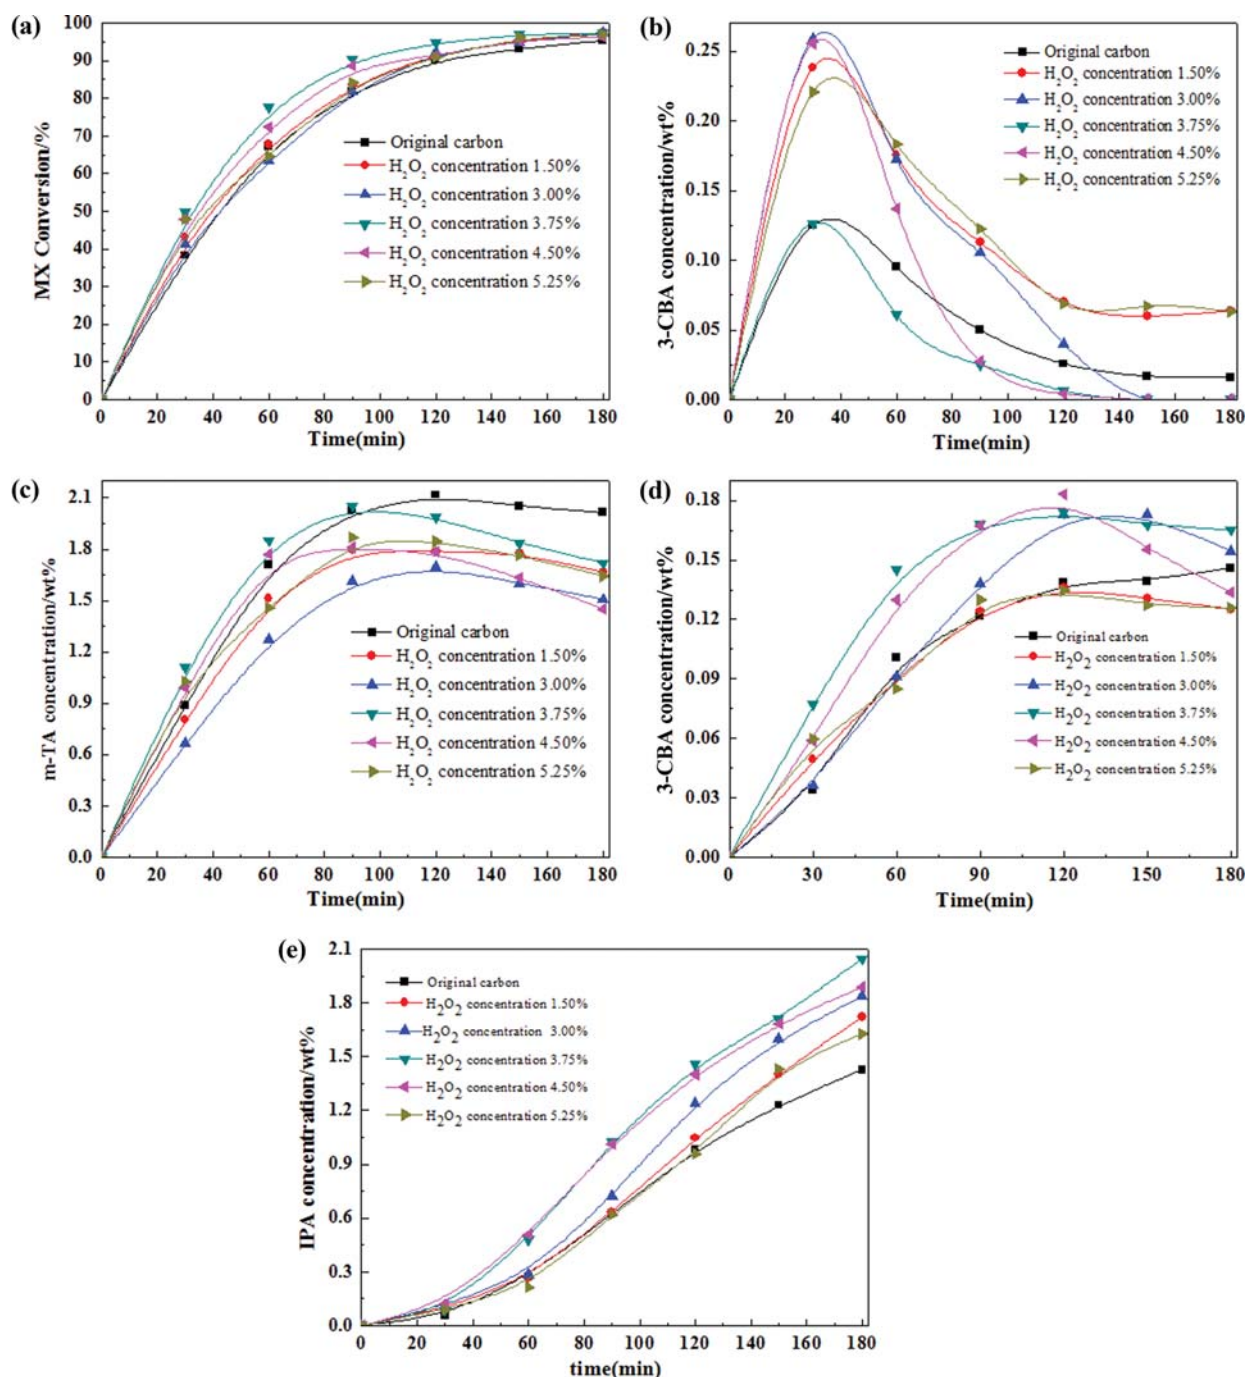 (a)
MX Conversion/%
100
90
80
70
60
50
40
30
20
10
0
0 20 40 60 80 100 120 140 160 180
Time(min)
Original carbon
H2O2 concentration 1.50%
H2O2 concentration 3.00%
H2O2 concentration 3.75%
H2O2 concentration 4.50%
H2O2 concentration 5.25%
(b)
3-CBA concentration/wt%
0.25
0.20
0.15
0.10
0.05
0.00
0 20 40 60 80 100 120 140 160 180
Time(min)
Original carbon
H2O2 concentration 1.50%
H2O2 concentration 3.00%
H2O2 concentration 3.75%
H2O2 concentration 4.50%
H2O2 concentration 5.25%
(c)
m-TA concentration/wt%
2.1
1.8
1.5
1.2
0.9
0.6
0.3
0.0
0 20 40 60 80 100 120 140 160 180
Time(min)
Original carbon
H2O2 concentration 1.50%
H2O2 concentration 3.00%
H2O2 concentration 3.75%
H2O2 concentration 4.50%
H2O2 concentration 5.25%
(d)
3-CBA concentration/wt%
0.18
0.15
0.12
0.09
0.06
0.03
0.00
0 30 60 90 120 150 180
Time(min)
Original carbon
H2O2 concentration 1.50%
H2O2 concentration 3.00%
H2O2 concentration 3.75%
H2O2 concentration 4.50%
H2O2 concentration 5.25%
(e)
IPA concentration/wt%
2.1
1.8
1.5
1.2
0.9
0.6
0.3
0.0
0 20 40 60 80 100 120 140 160 180
time(min)
Original carbon
H2O2 concentration 1.50%
H2O2 concentration 3.00%
H2O2 concentration 3.75%
H2O2 concentration 4.50%
H2O2 concentration 5.25%